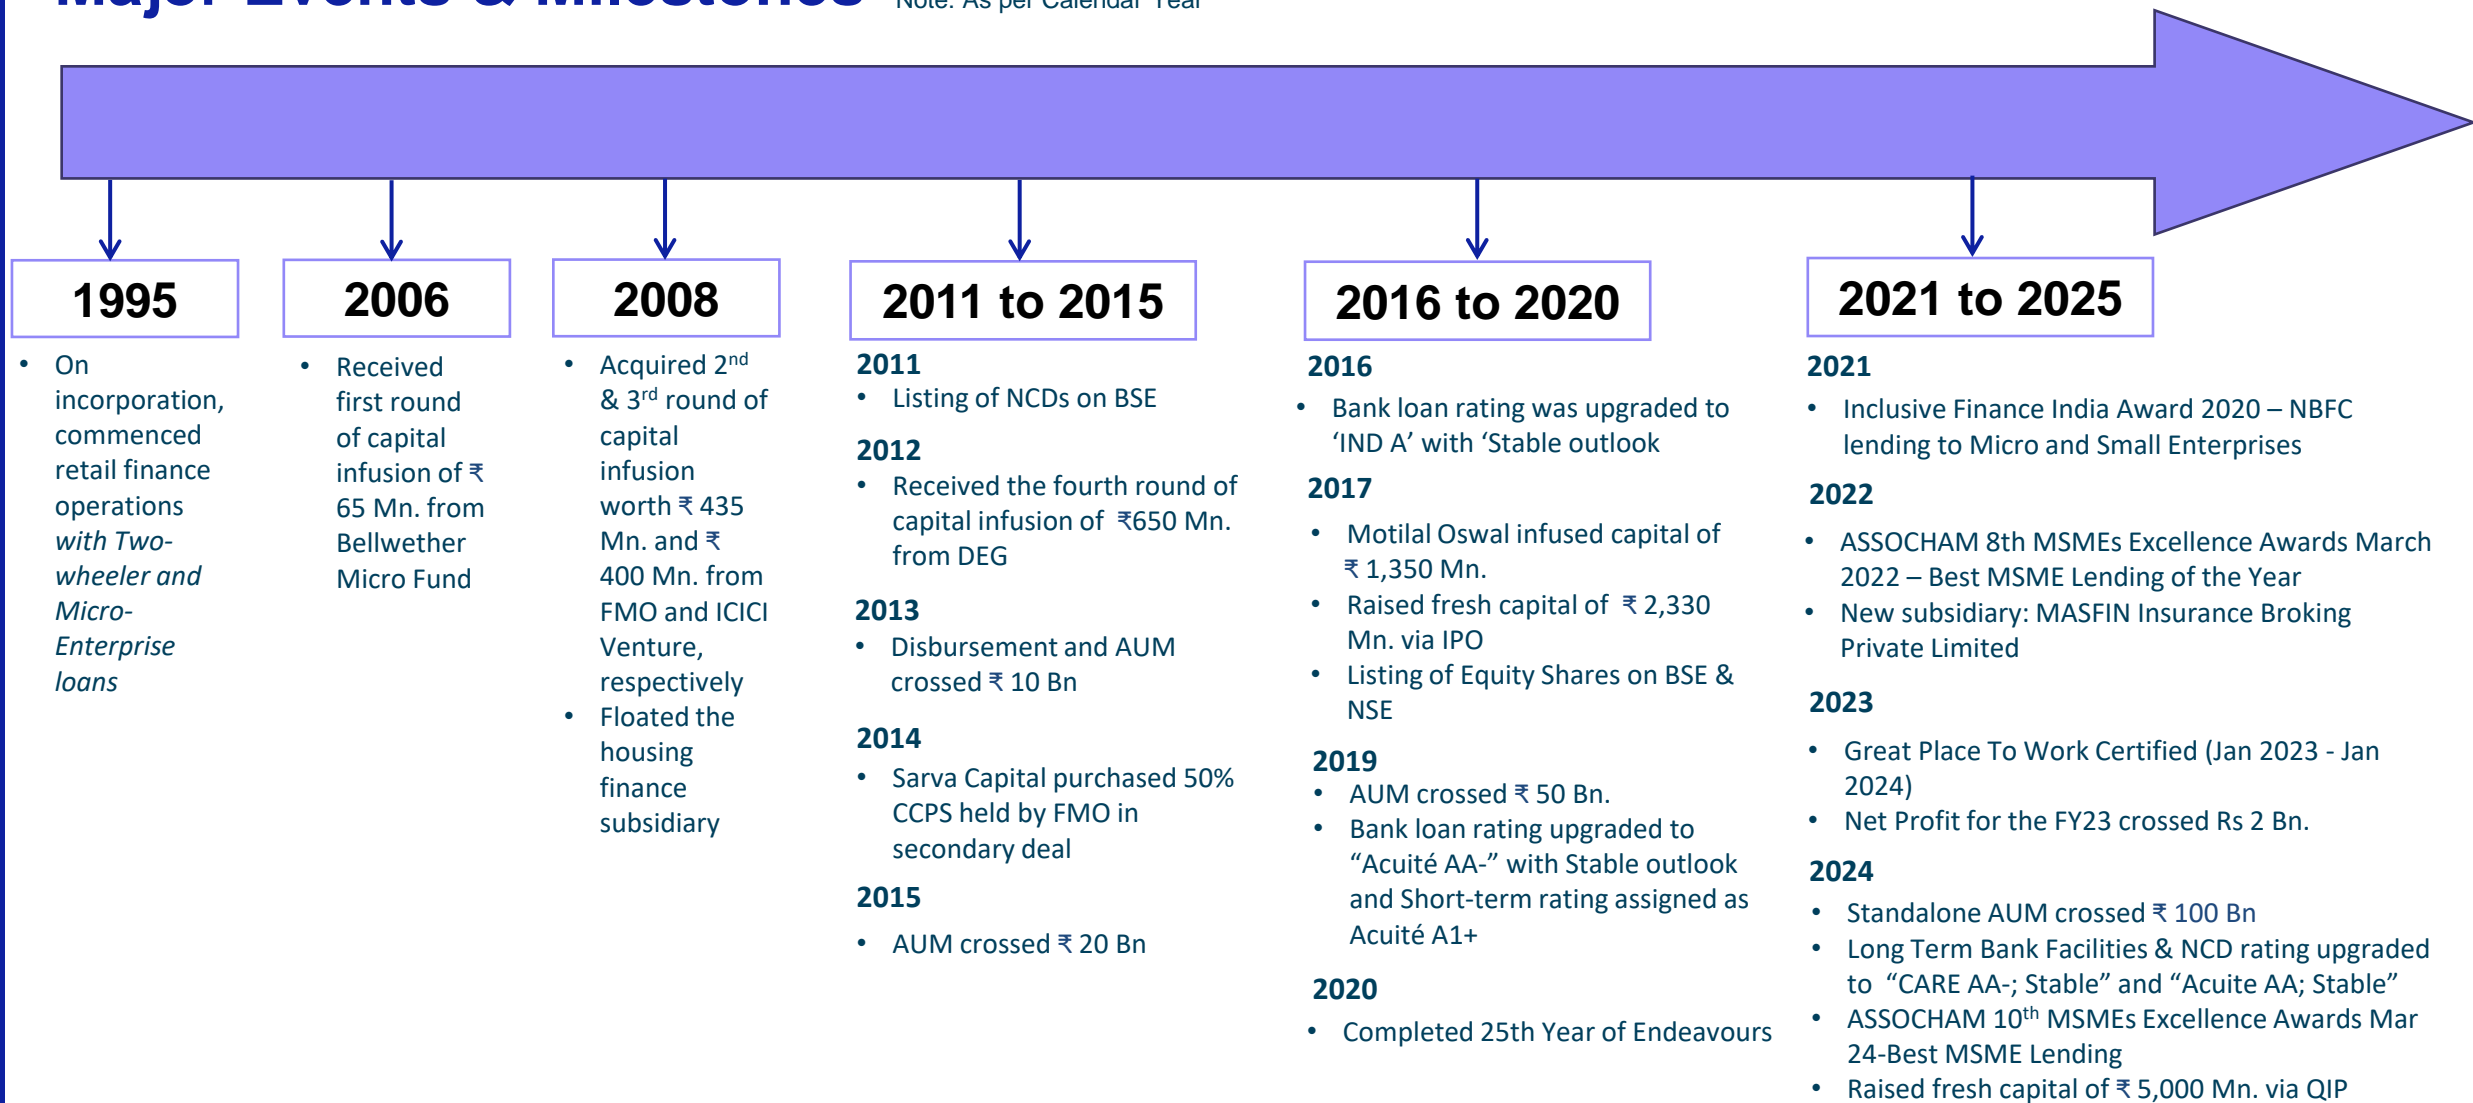 Major Events & Milestones Note: As per Calendar Year
1995
• On
incorporation,
commenced
retail finance
operations
with Two-
wheeler and
Micro-
Enterprise
loans
2006
• Received
first round
of capital
infusion of ₹
65 Mn. from
Bellwether
Micro Fund
2008
• Acquired 2nd
& 3rd round of
capital
infusion
worth ₹ 435
Mn. and ₹
400 Mn. from
FMO and ICICI
Venture,
respectively
• Floated the
housing
finance
subsidiary
2011 to 2015
2011
• Listing of NCDs on BSE
2012
• Received the fourth round of
capital infusion of ₹650 Mn.
from DEG
2013
• Disbursement and AUM
crossed ₹ 10 Bn
2014
• Sarva Capital purchased 50%
CCPS held by FMO in
secondary deal
2015
• AUM crossed ₹ 20 Bn
2016 to 2020
2016
• Bank loan rating was upgraded to
‘IND A’ with ‘Stable outlook
2017
• Motilal Oswal infused capital of
₹ 1,350 Mn.
• Raised fresh capital of ₹ 2,330
Mn. via IPO
• Listing of Equity Shares on BSE &
NSE
2019
• AUM crossed ₹ 50 Bn.
• Bank loan rating upgraded to
“Acuité AA-” with Stable outlook
and Short-term rating assigned as
Acuité A1+
2020
• Completed 25th Year of Endeavours
2021 to 2025
2021
• Inclusive Finance India Award 2020 – NBFC
lending to Micro and Small Enterprises
2022
• ASSOCHAM 8th MSMEs Excellence Awards March
2022 – Best MSME Lending of the Year
• New subsidiary: MASFIN Insurance Broking
Private Limited
2023
• Great Place To Work Certified (Jan 2023 - Jan
2024)
• Net Profit for the FY23 crossed Rs 2 Bn.
2024
• Standalone AUM crossed ₹ 100 Bn
• Long Term Bank Facilities & NCD rating upgraded
to “CARE AA-; Stable” and “Acuite AA; Stable”
• ASSOCHAM 10th MSMEs Excellence Awards Mar
24-Best MSME Lending
• Raised fresh capital of ₹ 5,000 Mn. via QIP